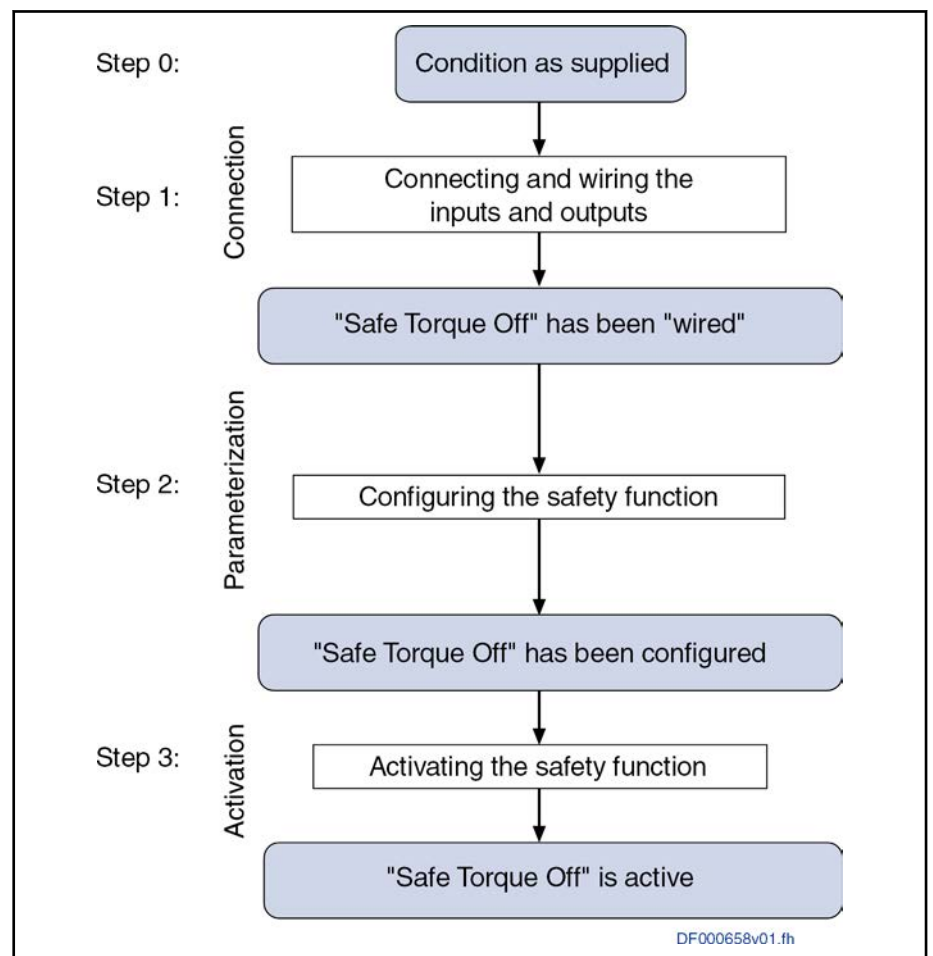 Step 0:
Condition as supplied
Connection
Step 1:
Connecting and wiring the
inputs and outputs
"Safe Torque Off" has been "wired"
Parameterization
Step 2:
Configuring the safety function
"Safe Torque Off" has been configured
Activation
Step 3:
Activating the safety function
"Safe Torque Off" is active
DF000658v01.fh